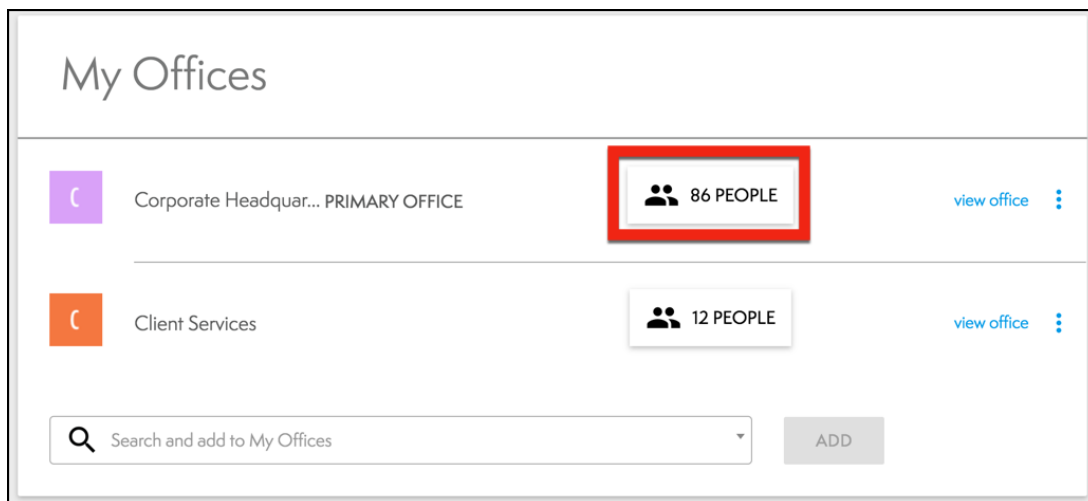 My Offices
C Corporate Headquar... PRIMARY OFFICE 86 PEOPLE view office
C Client Services 12 PEOPLE view office
Search and add to My Offices ADD